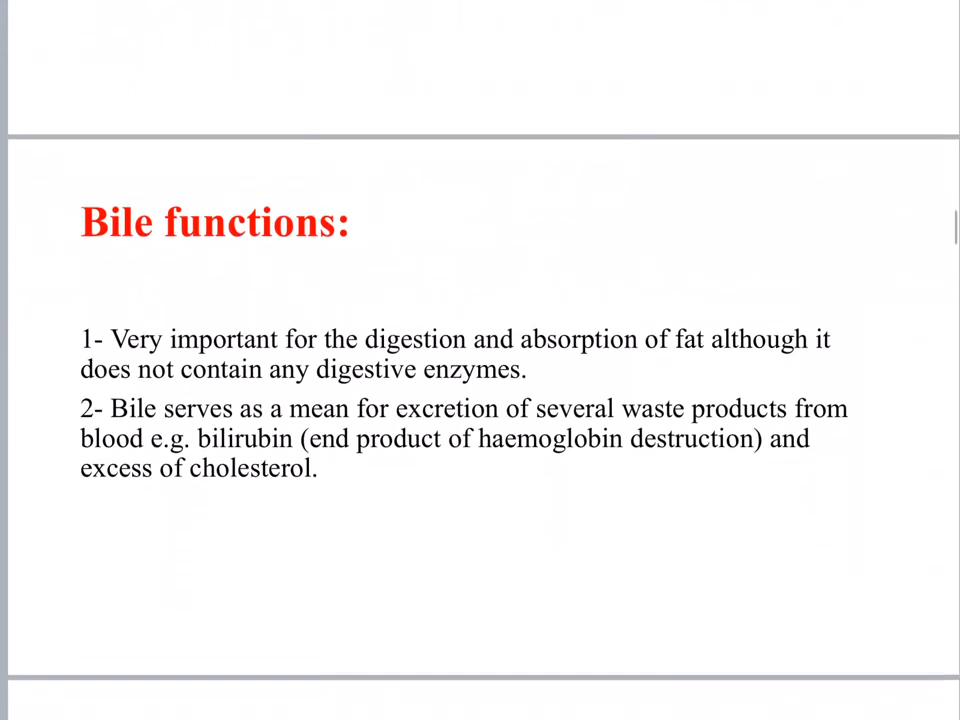 Bile functions:
1- Very important for the digestion and absorption of fat although it
does not contain any digestive enzymes.
2- Bile serves as a mean for excretion of several waste products from
blood e.g. bilirubin (end product of haemoglobin destruction) and
excess of cholesterol.